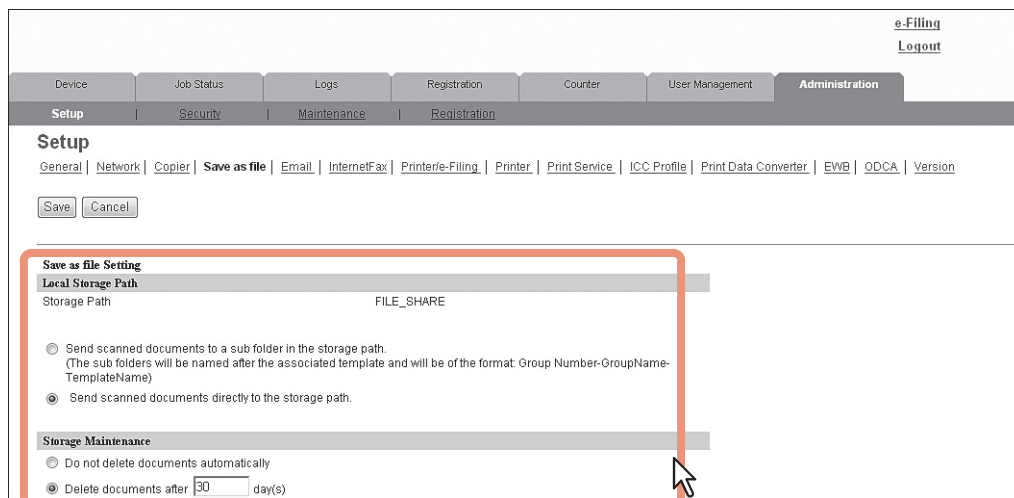 e-Filing
Logout
Device Job Status Logs Registration Counter User Management Administration
Setup | Security | Maintenance | Registration
Setup
General | Network | Copier | Save as file | Email | InternetFax | Printer/e-Filing | Printer | Print Service | ICC Profile | Print Data Converter | EWB | ODCA | Version
Save Cancel
Save as file Setting
Local Storage Path
Storage Path FILE_SHARE
Send scanned documents to a sub folder in the storage path.
(The sub folders will be named after the associated template and will be of the format: Group Number-GroupName-
TemplateName)
Send scanned documents directly to the storage path.
Storage Maintenance
Do not delete documents automatically
Delete documents after 30 day(s)